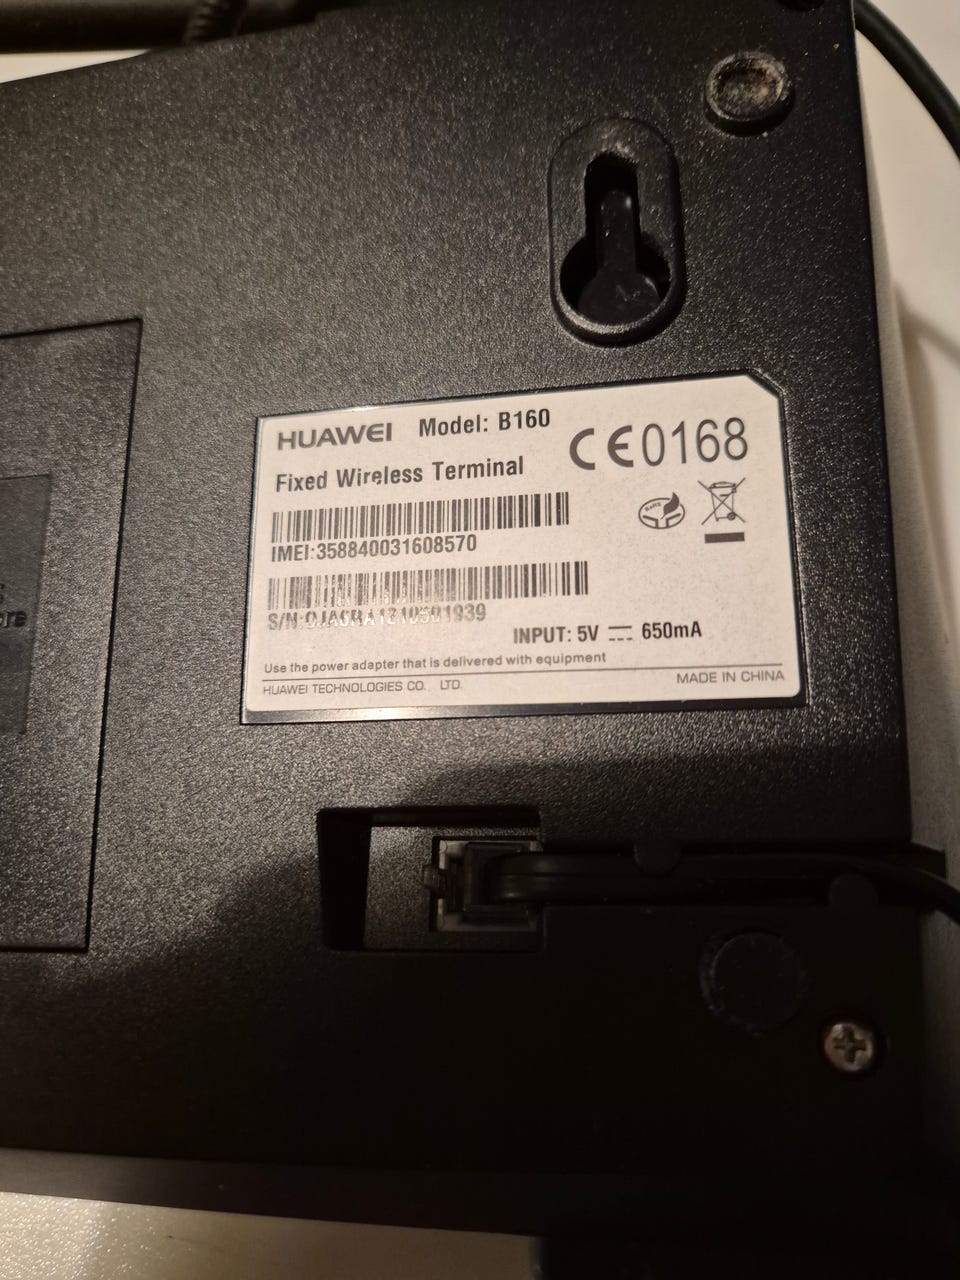 HUAWEI Model: B160
CE0168
Fixed Wireless Terminal
RoHS
IMEI:358840031608570
INPUT: 5V ⎓ 650mA
Use the power adapter that is delivered with equipment
HUAWEI TECHNOLOGIES CO., LTD. MADE IN CHINA